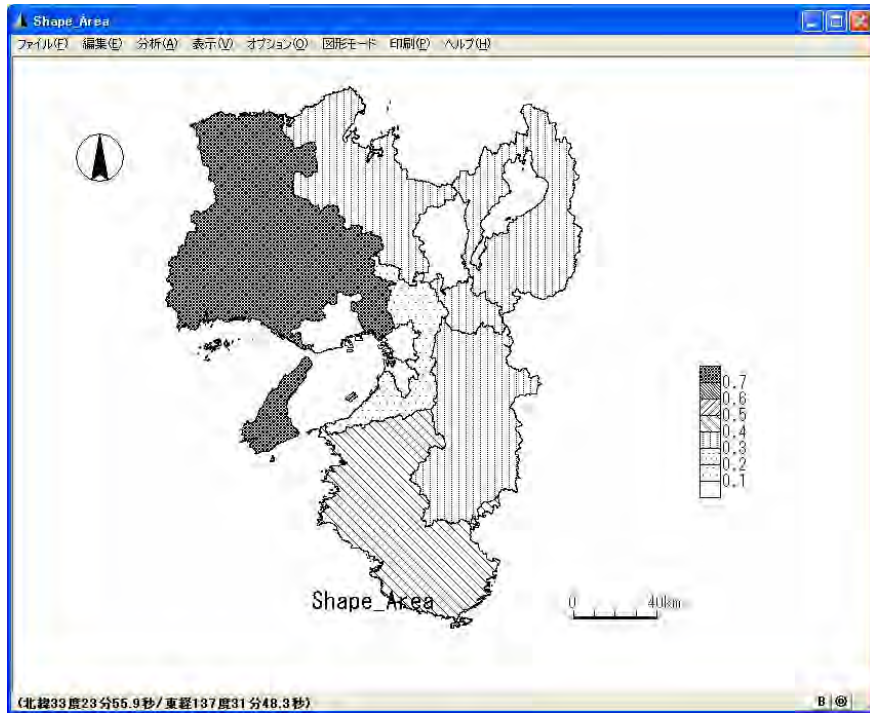 Shape_Area
ファイル(F) 編集(E) 分析(A) 表示(V) オプション(O) 図形モード 印刷(P) ヘルプ(H)
0.7
0.6
0.5
0.4
0.3
0.2
0.1
Shape_Area
0 40km
(北緯33度23分55.9秒/東経137度31分48.3秒) B @